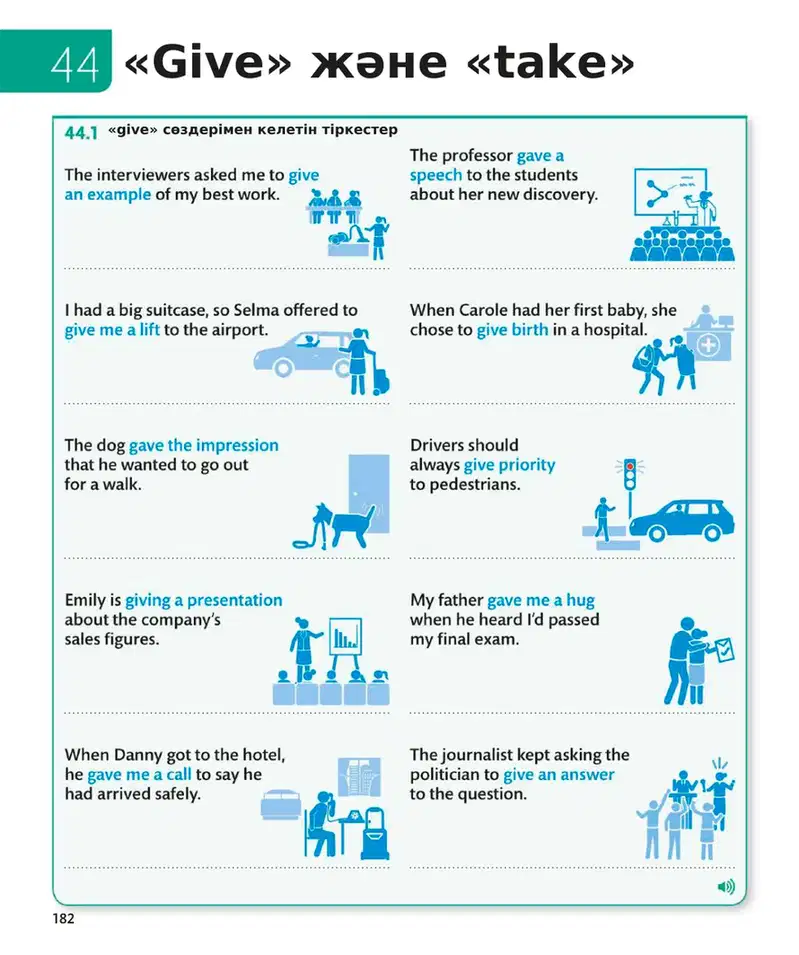 44 «Give» және «take»
44.1 «give» сөздерімен келетін тіркестер
The interviewers asked me to give
an example of my best work.
The professor gave a
speech to the students
about her new discovery.
I had a big suitcase, so Selma offered to
give me a lift to the airport.
When Carole had her first baby, she
chose to give birth in a hospital.
The dog gave the impression
that he wanted to go out
for a walk.
Drivers should
always give priority
to pedestrians.
Emily is giving a presentation
about the company's
sales figures.
My father gave me a hug
when he heard I'd passed
my final exam.
When Danny got to the hotel,
he gave me a call to say he
had arrived safely.
The journalist kept asking the
politician to give an answer
to the question.
182